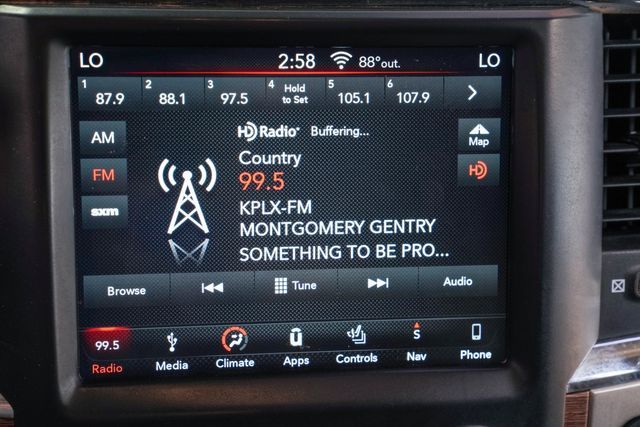 LO 2:58 88° out. LO
1 87.9 2 88.1 3 97.5 4 Hold to Set 5 105.1 6 107.9
AM HD Radio Buffering... Map
Country
FM 99.5 HD
KPLX-FM
sxm MONTGOMERY GENTRY
SOMETHING TO BE PRO...
Browse Tune Audio
99.5 u S
Radio Media Climate Apps Controls Nav Phone